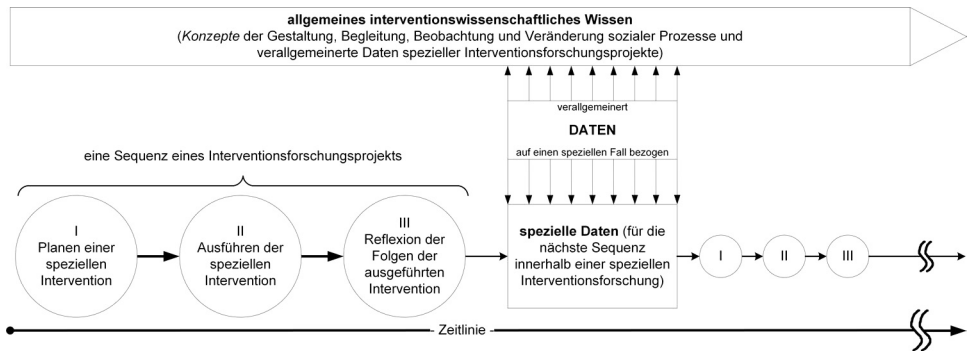 allgemeines interventionswissenschaftliches Wissen
(Konzepte der Gestaltung, Begleitung, Beobachtung und Veränderung sozialer Prozesse und
verallgemeinerte Daten spezieller Interventionsforschungsprojekte)
verallgemeinert
DATEN
auf einen speziellen Fall bezogen
eine Sequenz eines Interventionsforschungsprojekts
I
Planen einer
speziellen
Intervention
II
Ausführen der
speziellen
Intervention
III
Reflexion der
Folgen der
ausgeführten
Intervention
spezielle Daten (für die
nächste Sequenz
innerhalb einer speziellen
Interventionsforschung)
I
II
III
- Zeitlinie -